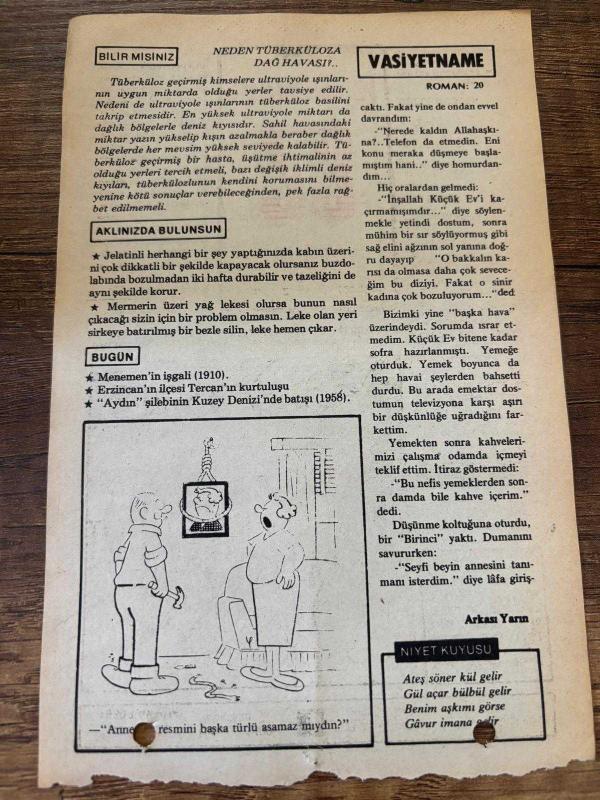 BİLİR MİSİNİZ
NEDEN TÜBERKÜLOZA
DAĞ HAVASI?..
Tüberküloz geçirmiş kimselere ultraviyole ışınları-
nın uygun miktarda olduğu yerler tavsiye edilir.
Nedeni de ultraviyole ışınlarının tüberküloz basilini
tahrip etmesidir. En yüksek ultraviyole miktarı da
dağlık bölgelerle deniz kıyısıdır. Sahil havasındaki
miktar yazın yükselip kışın azalmakla beraber dağlık
bölgelerde her mevsim yüksek seviyede kalabilir. Tü-
berküloz geçirmiş bir hasta, üşütme ihtimalinin az
olduğu yerleri tercih etmeli, bazı değişik iklimli deniz
kıyıları, tüberkülozlunun kendini korumasını bilme-
yenine kötü sonuçlar verebileceğinden, pek fazla rağ-
bet edilmemeli.
AKLINIZDA BULUNSUN
★ Jelatinli herhangi bir şey yaptığınızda kabın üzeri-
ni çok dikkatli bir şekilde kapayacak olursanız buzdo-
labında bozulmadan iki hafta durabilir ve tazeliğini de
aynı şekilde korur.
★ Mermerin üzeri yağ lekesi olursa bunun nasıl
çıkacağı sizin için bir problem olmasın. Leke olan yeri
sirkeye batırılmış bir bezle silin, leke hemen çıkar.
BUGÜN
★ Menemen'in işgali (1910).
★ Erzincan'ın ilçesi Tercan'ın kurtuluşu
★ "Aydın" şilebinin Kuzey Denizi'nde batışı (1958).
—"Anne resmini başka türlü asamaz mıydın?"
VASİYETNAME
ROMAN: 20
caktı. Fakat yine de ondan evvel
davrandım:
-"Nerede kaldın Allahaşkı-
na?..Telefon da etmedin. Eni
konu meraka düşmeye başla-
mıştım hani.." diye homurdan-
dım...
Hiç oralardan gelmedi:
-"İnşallah Küçük Ev'i ka-
çırmamışımdır..." diye söylen-
mekle yetindi dostum, sonra
mühim bir sır söylüyormuş gibi
sağ elini ağzının sol yanına doğ-
ru dayayıp "O bakkalın ka-
rısı da olmasa daha çok sevece-
ğim bu diziyi. Fakat o sinir
kadına çok bozuluyorum..."ded
Bizimki yine "başka hava"
üzerindeydi. Sorumda ısrar et-
medim. Küçük Ev bitene kadar
sofra hazırlanmıştı. Yemeğe
oturduk. Yemek boyunca da
hep havai şeylerden bahsetti
durdu. Bu arada emektar dos-
tumun televizyona karşı aşırı
bir düşkünlüğe uğradığını far-
kettim.
Yemekten sonra kahveleri-
mizi çalışma odamda içmeyi
teklif ettim. İtiraz göstermedi:
-"Bu nefis yemeklerden son-
ra damda bile kahve içerim."
dedi.
Düşünme koltuğuna oturdu,
bir "Birinci" yaktı. Dumanını
savururken:
-"Seyfi beyin annesini tanı-
manı isterdim." diye lâfa giriş-
Arkası Yarın
NİYET KUYUSU
Ateş söner kül gelir
Gül açar bülbül gelir
Benim aşkımı görse
Gâvur imana gelir